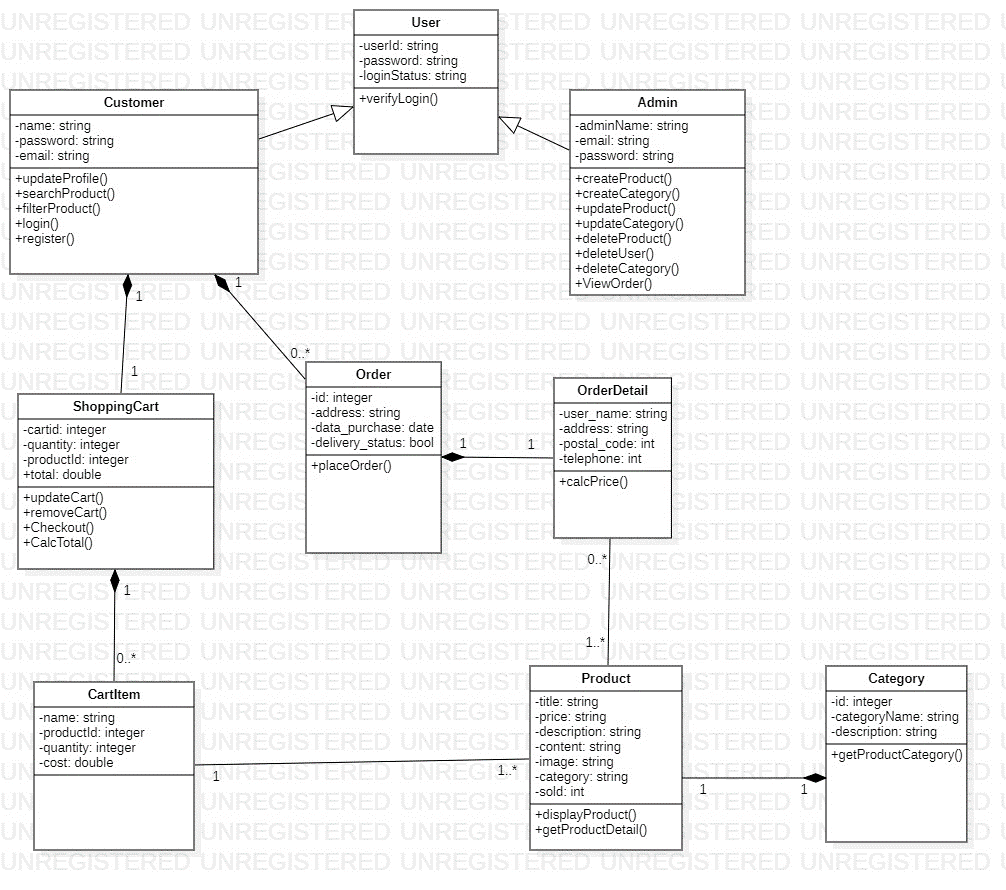 User
-userId: string
-password: string
-loginStatus: string
+verifyLogin()
Customer
-name: string
-password: string
-email: string
+updateProfile()
+searchProduct()
+filterProduct()
+login()
+register()
Admin
-adminName: string
-email: string
-password: string
+createProduct()
+createCategory()
+updateProduct()
+updateCategory()
+deleteProduct()
+deleteUser()
+deleteCategory()
+ViewOrder()
1
1
0..*
1
ShoppingCart
-cartid: integer
-quantity: integer
-productId: integer
+total: double
+updateCart()
+removeCart()
+Checkout()
+CalcTotal()
Order
-id: integer
-address: string
-data_purchase: date
-delivery_status: bool
+placeOrder()
1 1
OrderDetail
-user_name: string
-address: string
-postal_code: int
-telephone: int
+calcPrice()
1
0..*
0..*
1..*
CartItem
-name: string
-productId: integer
-quantity: integer
-cost: double
1 1..*
Product
-title: string
-price: string
-description: string
-content: string
-image: string
-category: string
-sold: int
+displayProduct()
+getProductDetail()
1 1
Category
-id: integer
-categoryName: string
-description: string
+getProductCategory()
UNREGISTERED